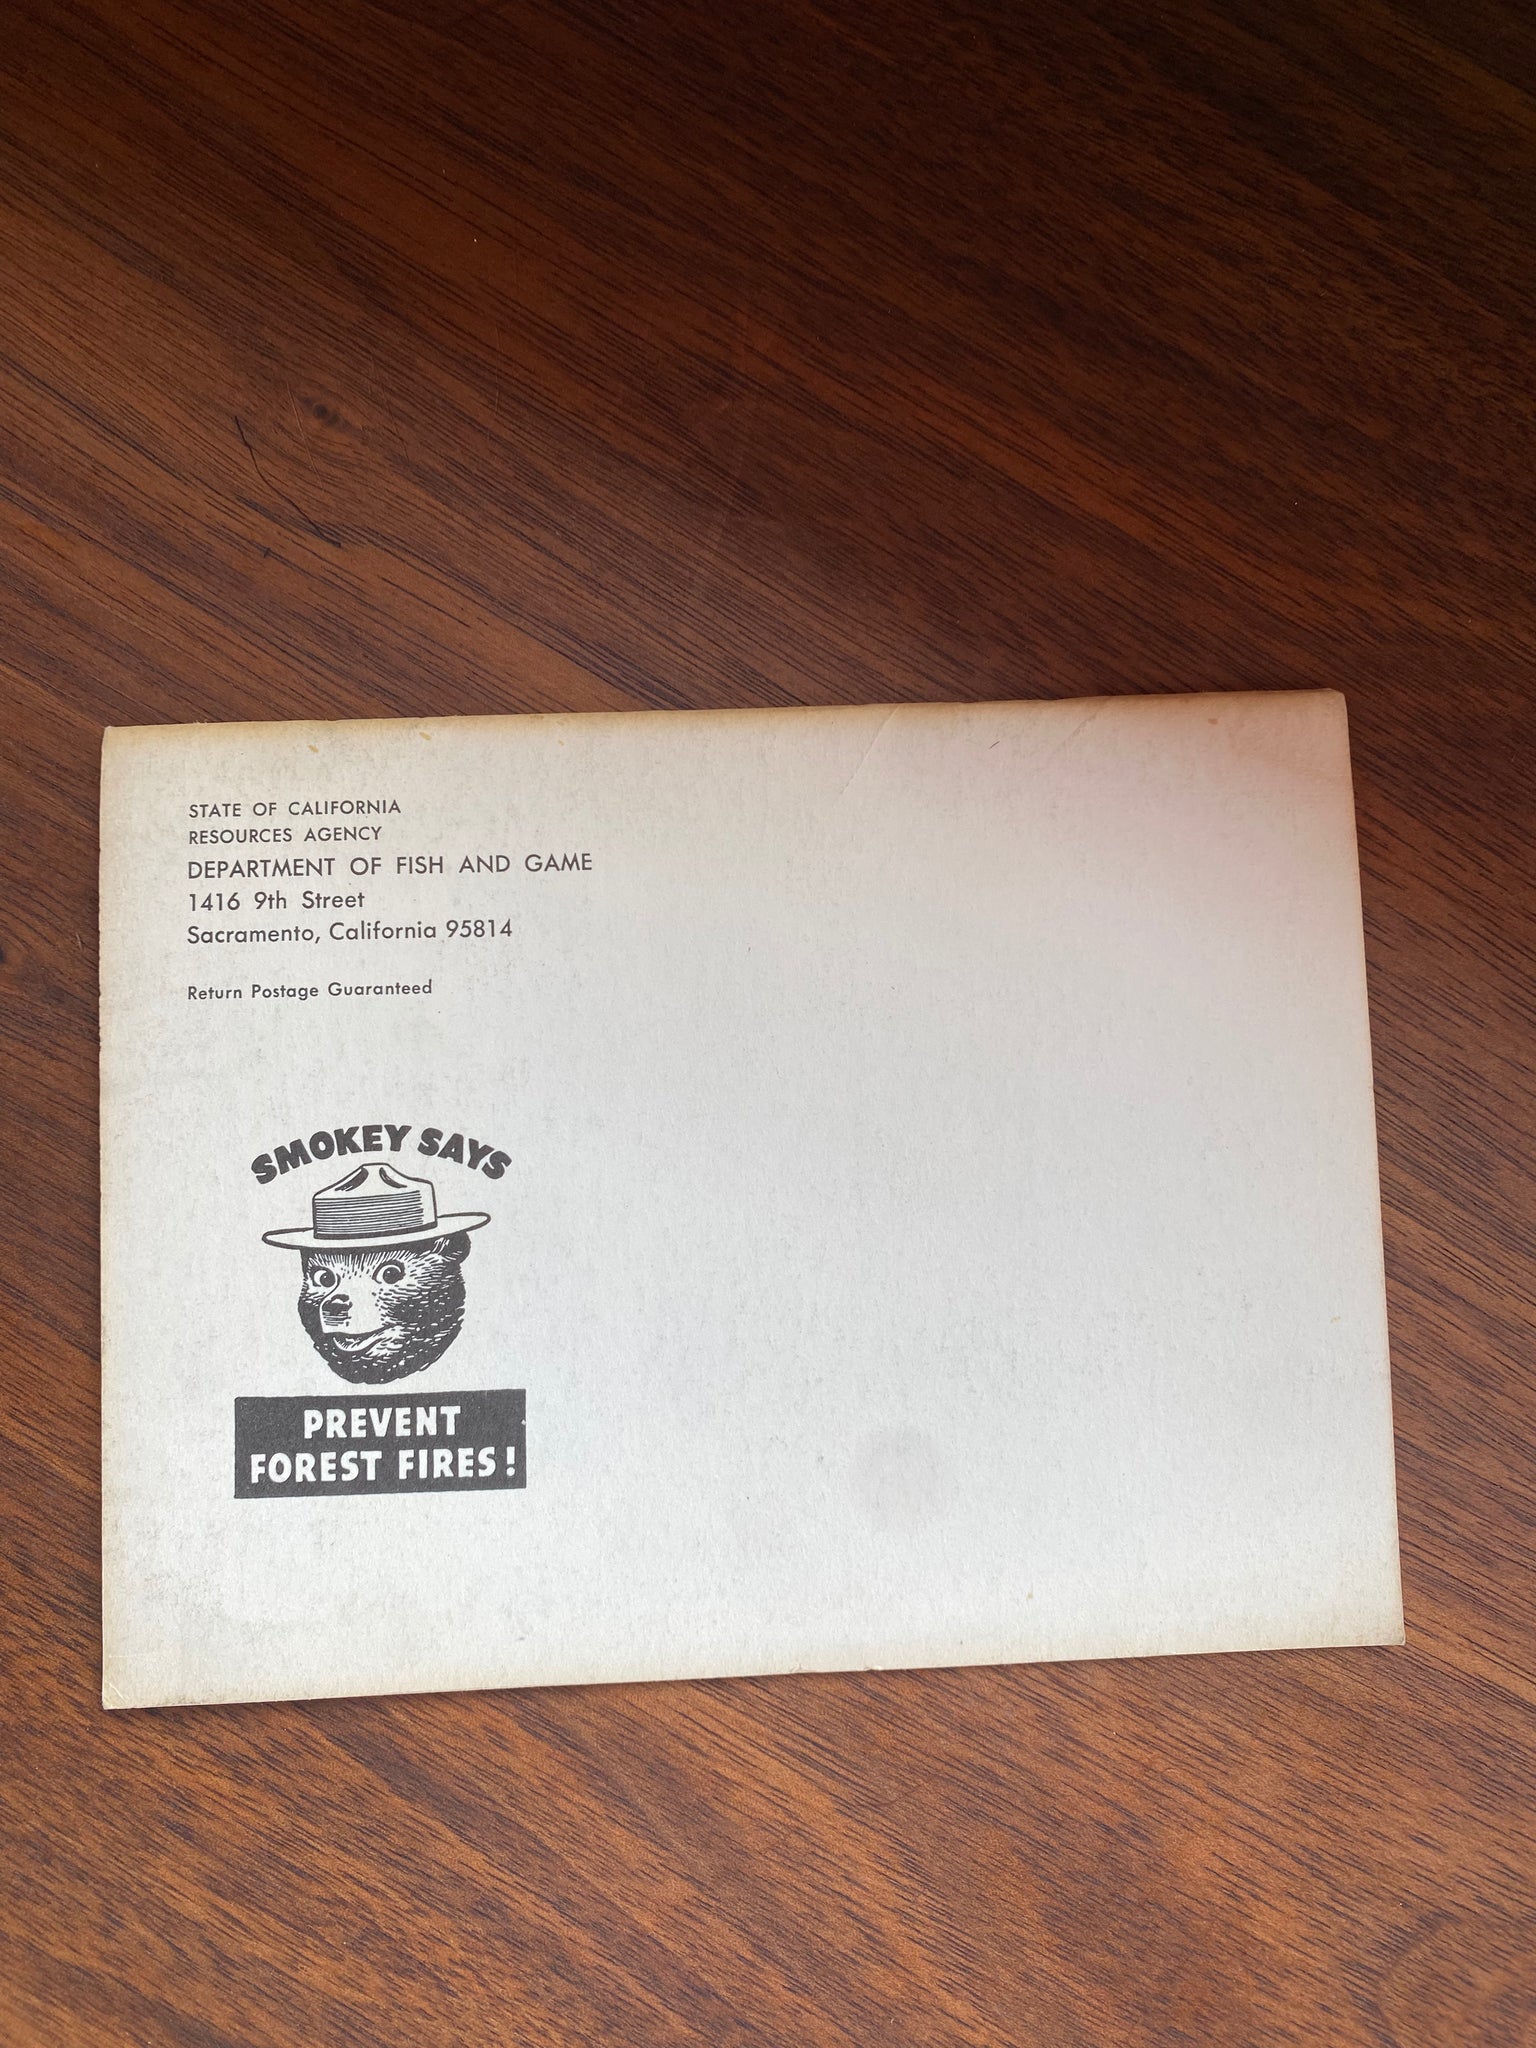 STATE OF CALIFORNIA
RESOURCES AGENCY
DEPARTMENT OF FISH AND GAME
1416 9th Street
Sacramento, California 95814
Return Postage Guaranteed
SMOKEY SAYS
PREVENT
FOREST FIRES!